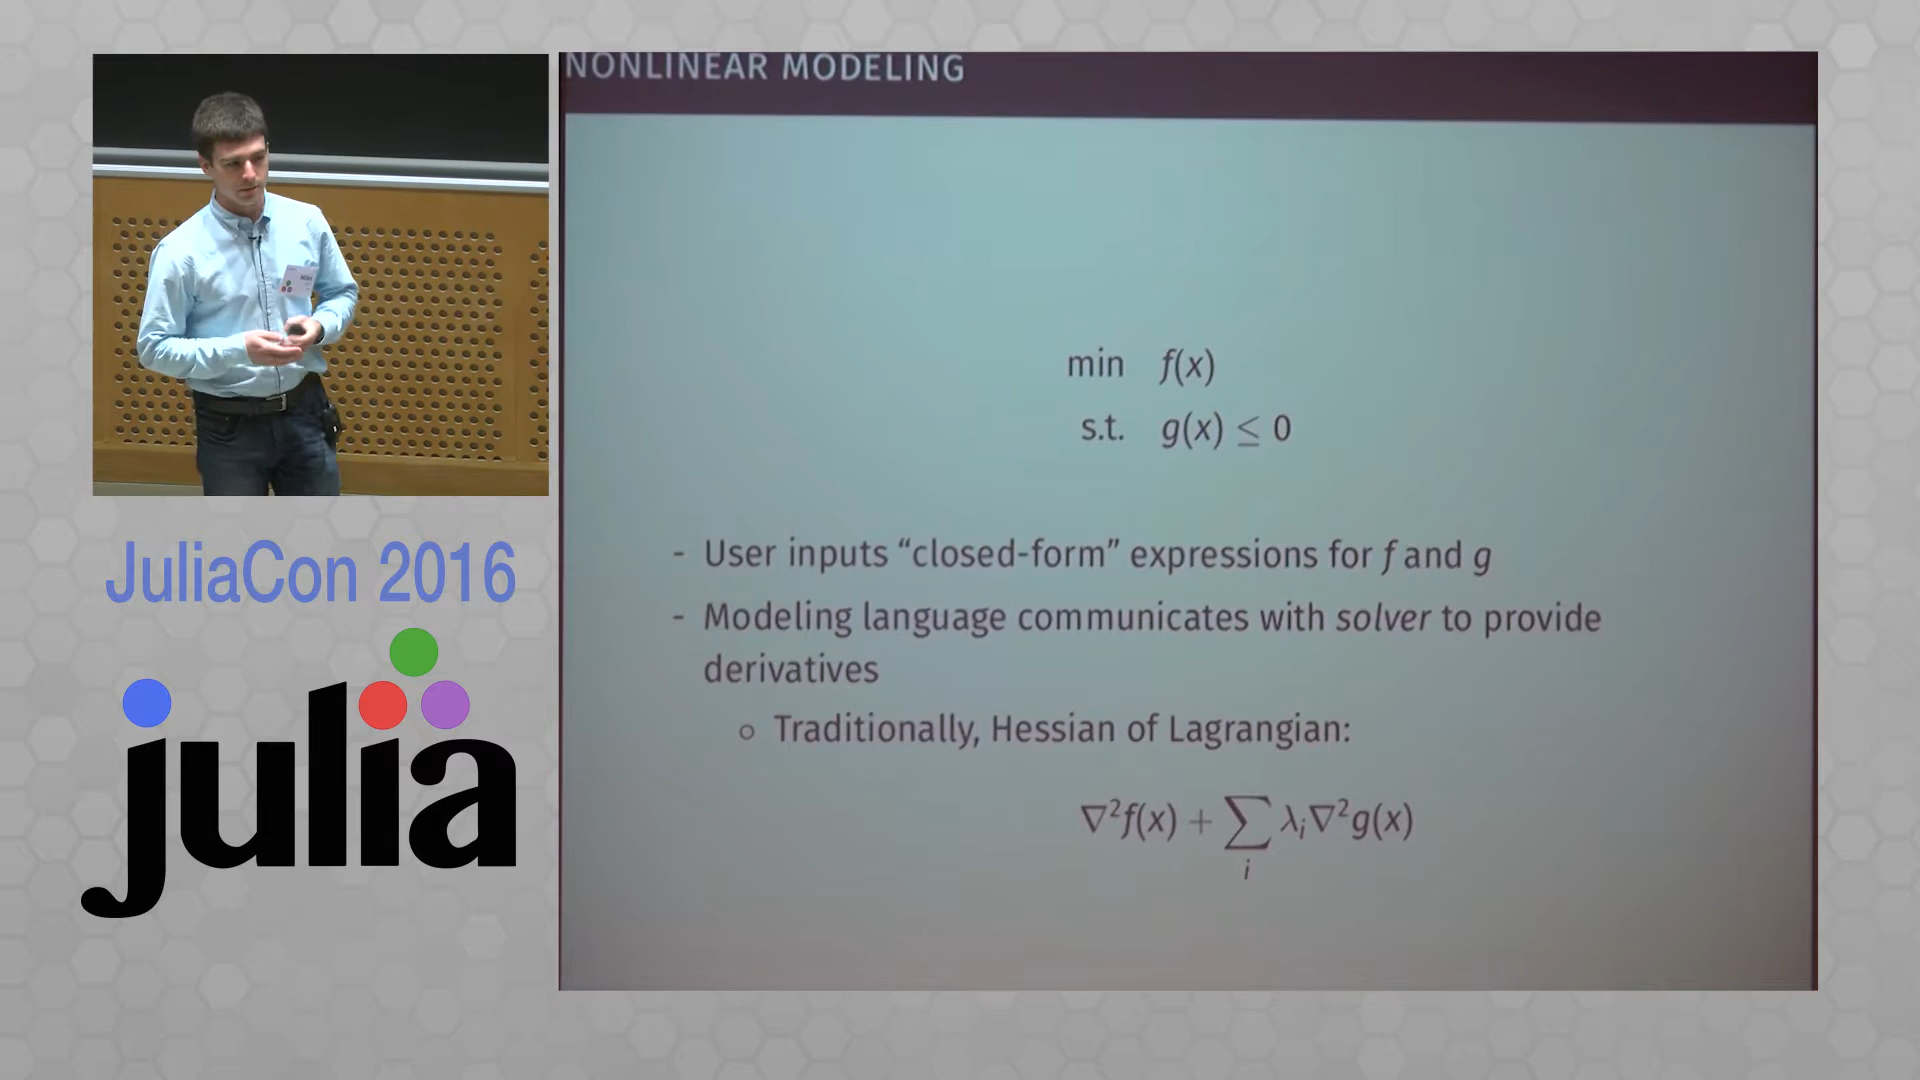 NONLINEAR MODELING
min f(x)
s.t. g(x) ≤ 0
- User inputs “closed-form” expressions for f and g
- Modeling language communicates with solver to provide
derivatives
○ Traditionally, Hessian of Lagrangian:
∇²f(x) + ∑ λᵢ∇²g(x)
i
JuliaCon 2016
julia